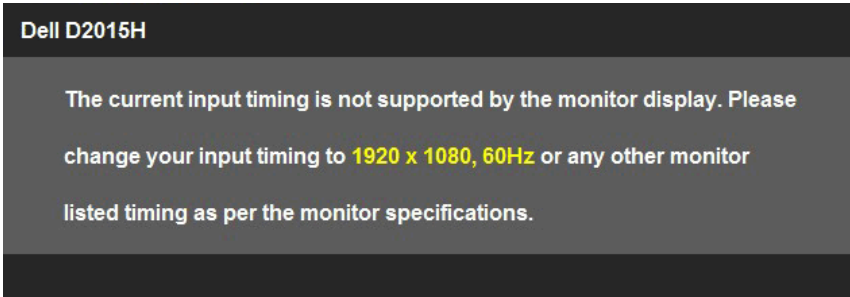 Dell D2015H
The current input timing is not supported by the monitor display. Please
change your input timing to 1920 x 1080, 60Hz or any other monitor
listed timing as per the monitor specifications.